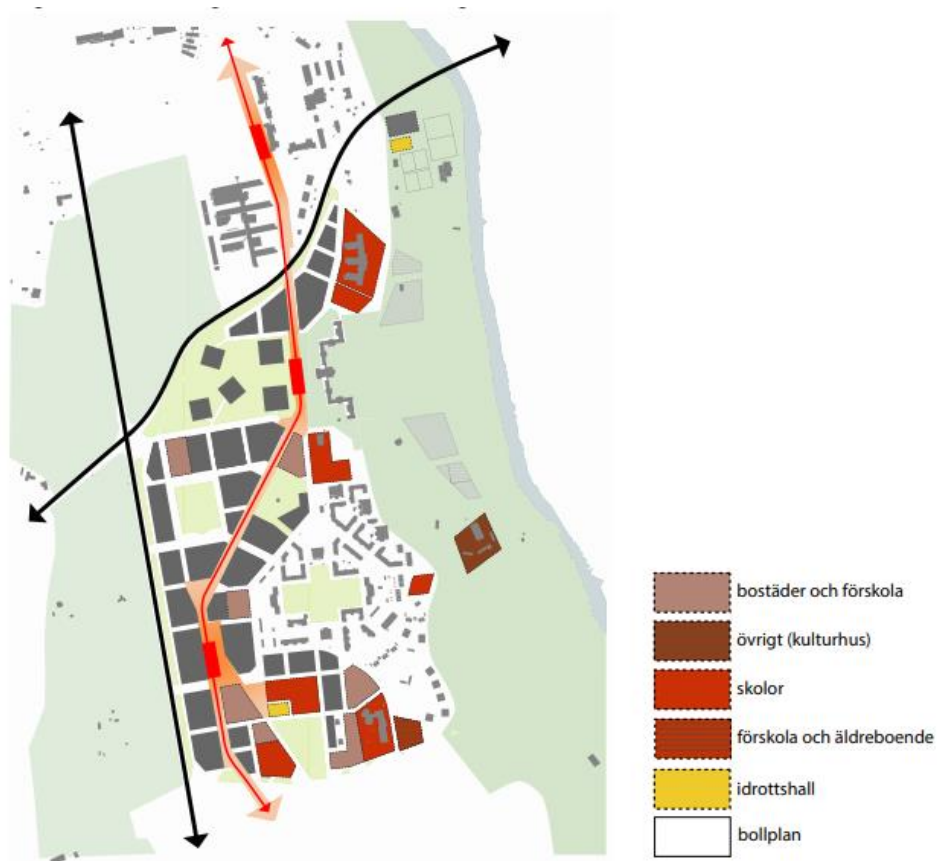 bostäder och förskola
övrigt (kulturhus)
skolor
förskola och äldreboende
idrottshall
bollplan